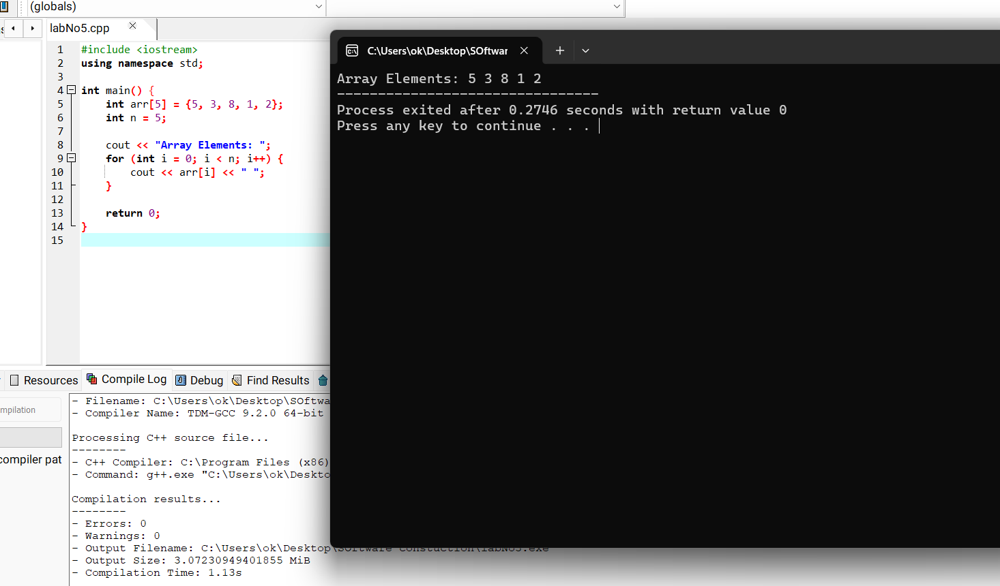 (globals)
labNo5.cpp
1 #include <iostream>
2 using namespace std;
3
4 int main() {
5 int arr[5] = {5, 3, 8, 1, 2};
6 int n = 5;
7
8 cout << "Array Elements: ";
9 for (int i = 0; i < n; i++) {
10 cout << arr[i] << " ";
11 }
12
13 return 0;
14 }
15
C:\Users\ok\Desktop\SOftwar
Array Elements: 5 3 8 1 2
--------------------------------
Process exited after 0.2746 seconds with return value 0
Press any key to continue . . .
Resources Compile Log Debug Find Results
mpilation
compiler pat
- Filename: C:\Users\ok\Desktop\SOftwa
- Compiler Name: TDM-GCC 9.2.0 64-bit
Processing C++ source file...
--------
- C++ Compiler: C:\Program Files (x86)
- Command: g++.exe "C:\Users\ok\Deskto
Compilation results...
--------
- Errors: 0
- Warnings: 0
- Output Filename: C:\Users\ok\Desktop\SOftware Constuction\labNo5.exe
- Output Size: 3.07230949401855 MiB
- Compilation Time: 1.13s